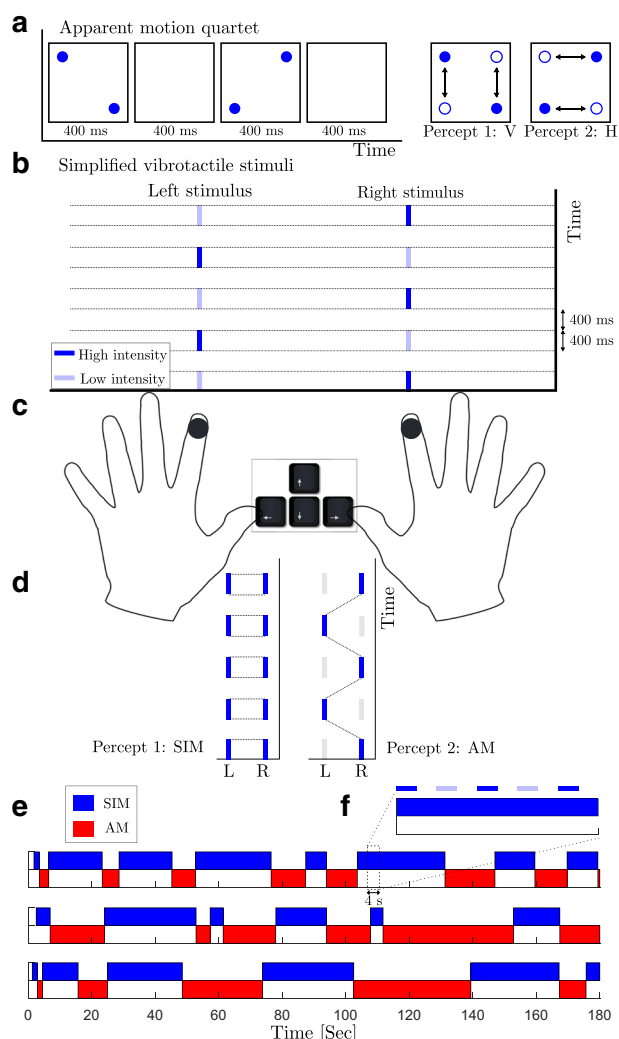 a
Apparent motion quartet
400 ms 400 ms 400 ms 400 ms
Time
Percept 1: V Percept 2: H
b
Simplified vibrotactile stimuli
Left stimulus Right stimulus
Time
400 ms
400 ms
High intensity
Low intensity
c
↑
← ↓ →
d
Time
Percept 1: SIM Percept 2: AM
L R L R
e
SIM
AM
f
4 s
0 20 40 60 80 100 120 140 160 180
Time [Sec]